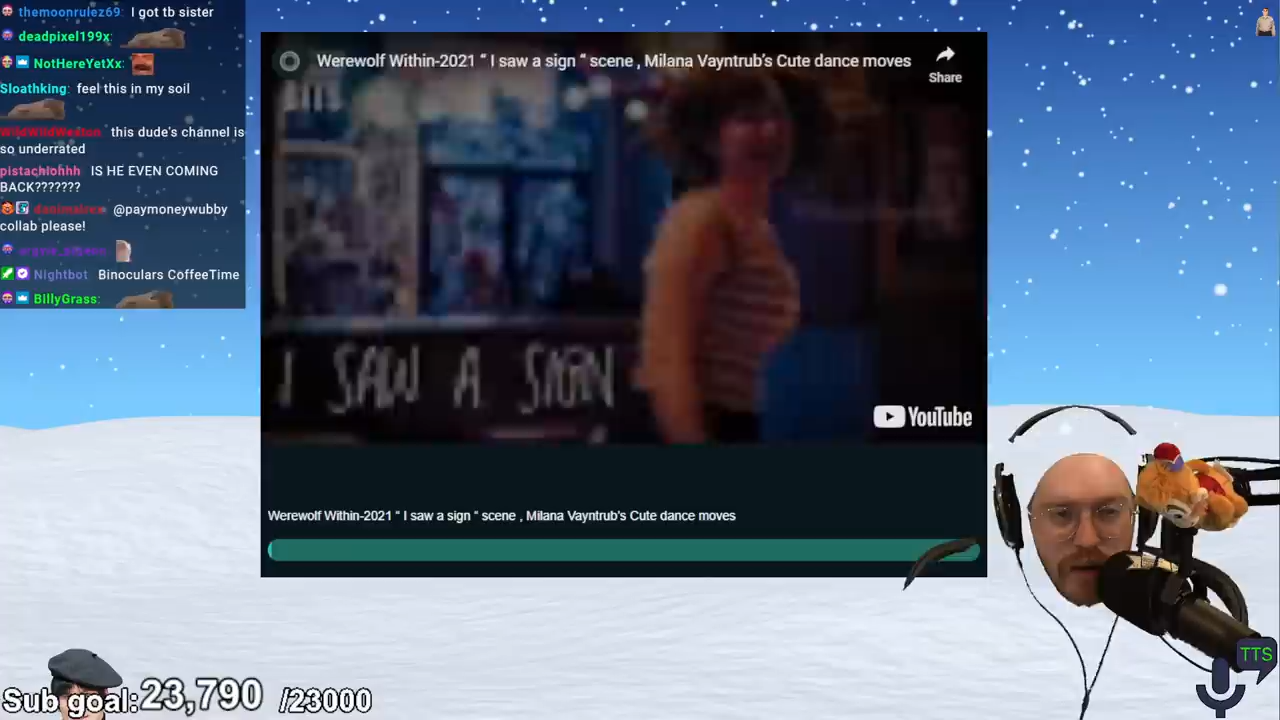 themoonrulez69: I got tb sister
deadpixel199x:
NotHereYetXx:
Sloathking: feel this in my soil
WildWildWeston this dude's channel is
so underrated
pistachiohhh IS HE EVEN COMING
BACK???????
@paymoneywubby
collab please!
Nightbot Binoculars CoffeeTime
BillyGrass:
Werewolf Within-2021 “ I saw a sign “ scene , Milana Vayntrub’s Cute dance moves
Share
I SAW A SIGN
YouTube
Werewolf Within-2021 “ I saw a sign “ scene , Milana Vayntrub’s Cute dance moves
TTS
Sub goal: 23,790 /23000